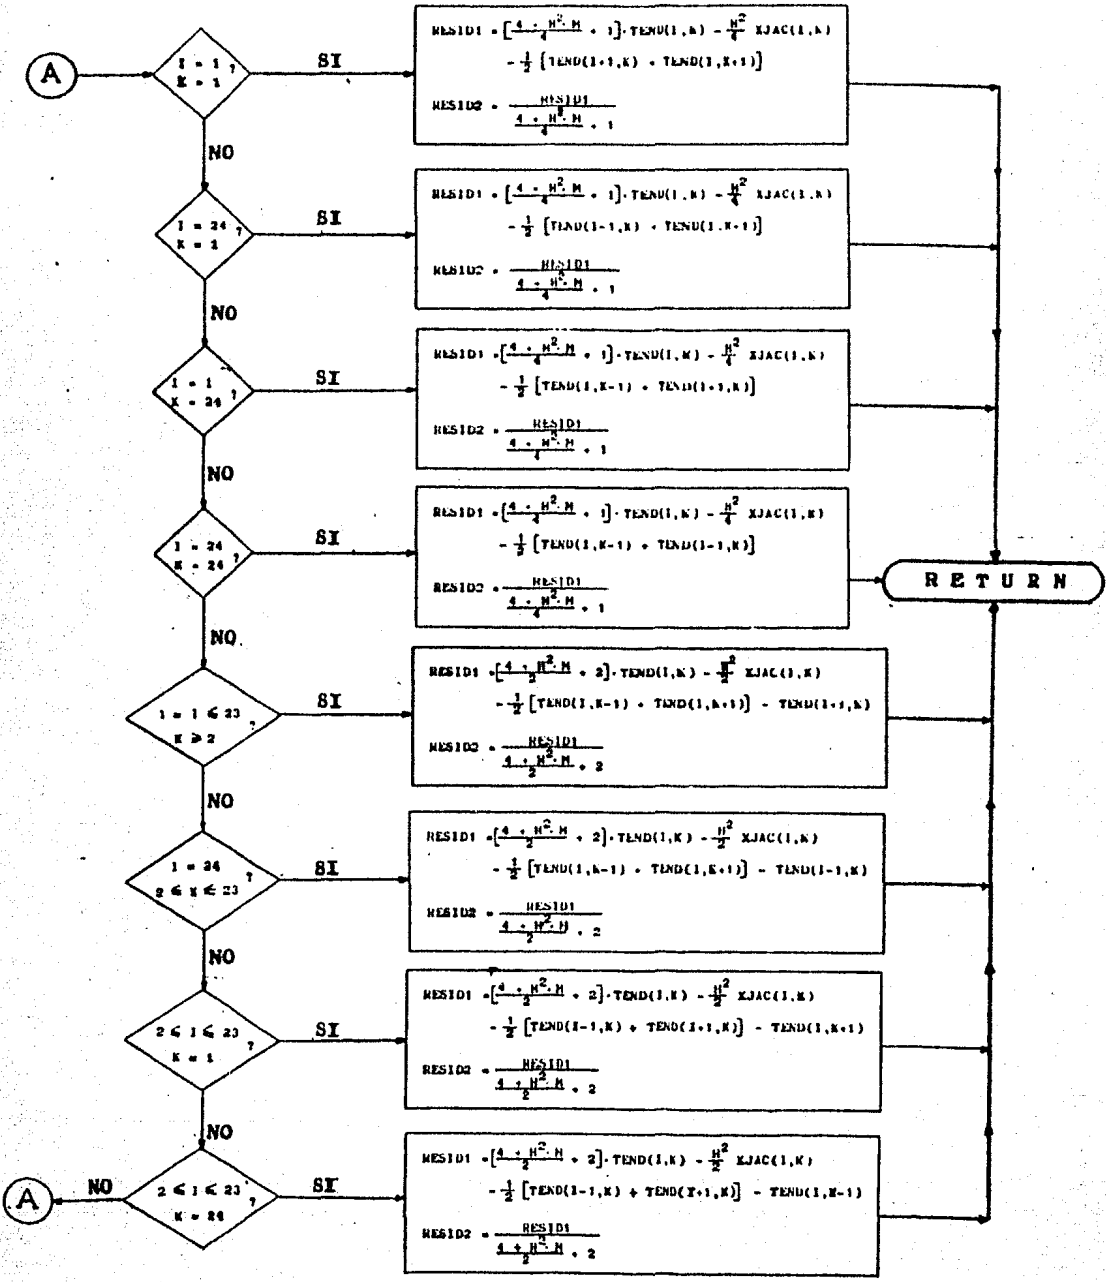 A
I = 1
K = 1 ?
SI
RESID1 = [4 + H². M / 4 + 1]. TEND(I,K) - H²/4 XJAC(I,K)
- 1/2 [TEND(I+1,K) + TEND(I,K+1)]
RESID2 = RESID1 / 4 + H². M / 4 + 1
NO
I = 24
K = 1 ?
SI
RESID1 = [4 + H². M / 4 + 1]. TEND(I,K) - H²/4 XJAC(I,K)
- 1/2 [TEND(I-1,K) + TEND(I,K+1)]
RESID2 = RESID1 / 4 + H². M / 4 + 1
NO
I = 1
K = 24 ?
SI
RESID1 = [4 + H². M / 4 + 1]. TEND(I,K) - H²/4 XJAC(I,K)
- 1/2 [TEND(I,K-1) + TEND(I+1,K)]
RESID2 = RESID1 / 4 + H². M / 4 + 1
NO
I = 24
K = 24 ?
SI
RESID1 = [4 + H². M / 4 + 1]. TEND(I,K) - H²/4 XJAC(I,K)
- 1/2 [TEND(I,K-1) + TEND(I-1,K)]
RESID2 = RESID1 / 4 + H². M / 4 + 1
RETURN
NO
1 = I ≤ 23
K ≥ 2 ?
SI
RESID1 = [4 + H². M / 2 + 2]. TEND(I,K) - H²/2 XJAC(I,K)
- 1/2 [TEND(I,K-1) + TEND(I,K+1)] - TEND(I+1,K)
RESID2 = RESID1 / 4 + H². M / 2 + 2
NO
I = 24
2 ≤ K ≤ 23 ?
SI
RESID1 = [4 + H². M / 2 + 2]. TEND(I,K) - H²/2 XJAC(I,K)
- 1/2 [TEND(I,K-1) + TEND(I,K+1)] - TEND(I-1,K)
RESID2 = RESID1 / 4 + H². M / 2 + 2
NO
2 ≤ I ≤ 23
K = 1 ?
SI
RESID1 = [4 + H². M / 2 + 2]. TEND(I,K) - H²/2 XJAC(I,K)
- 1/2 [TEND(I-1,K) + TEND(I+1,K)] - TEND(I,K+1)
RESID2 = RESID1 / 4 + H². M / 2 + 2
NO
2 ≤ I ≤ 23
K = 24 ?
SI
RESID1 = [4 + H². M / 2 + 2]. TEND(I,K) - H²/2 XJAC(I,K)
- 1/2 [TEND(I-1,K) + TEND(I+1,K)] - TEND(I,K-1)
RESID2 = RESID1 / 4 + H². M / 2 + 2
NO
A